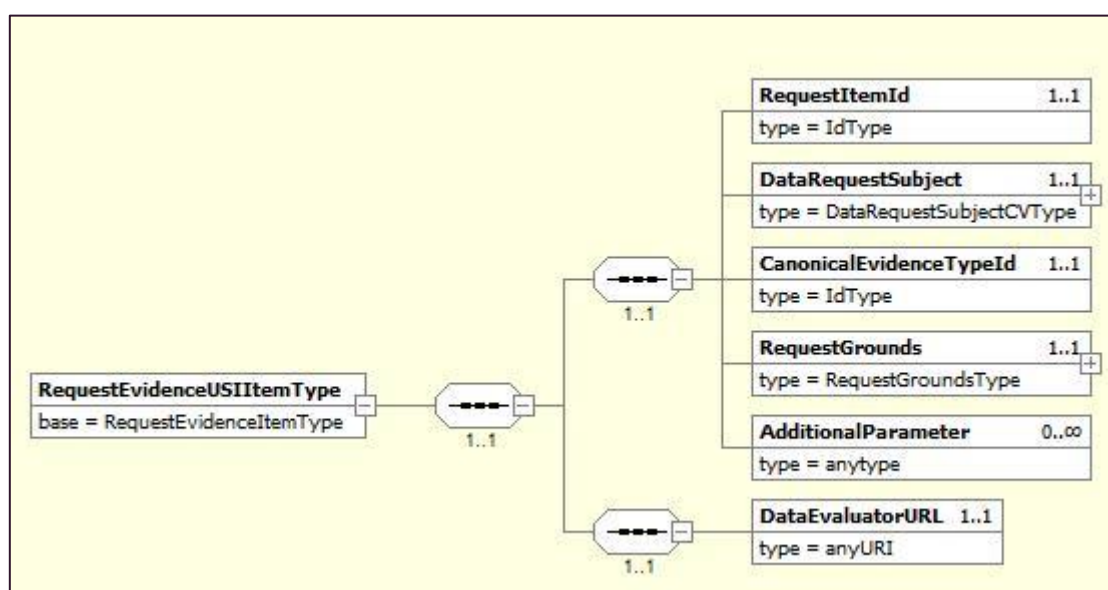 RequestItemId 1..1
type = IdType
DataRequestSubject 1..1
type = DataRequestSubjectCVType
CanonicalEvidenceTypeId 1..1
type = IdType
1..1
RequestGrounds 1..1
type = RequestGroundsType
RequestEvidenceUSIItemType
base = RequestEvidenceItemType
1..1
AdditionalParameter 0..∞
type = anytype
DataEvaluatorURL 1..1
type = anyURI
1..1